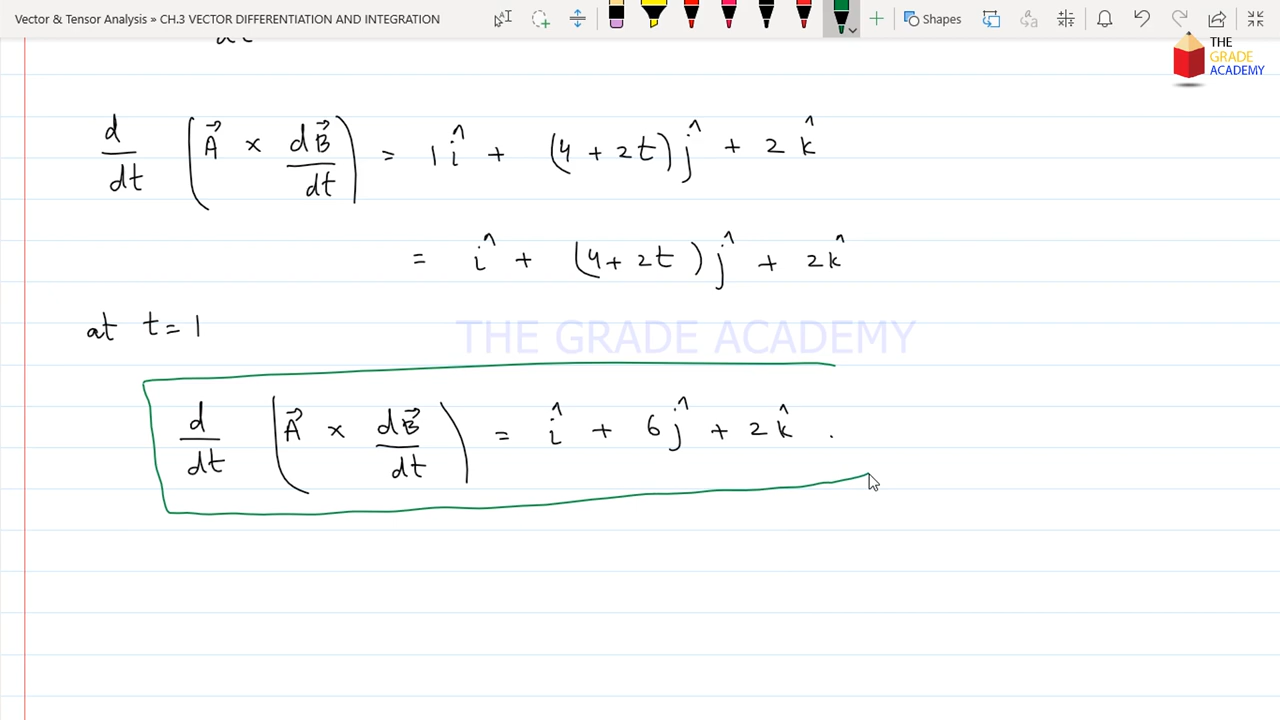 Vector & Tensor Analysis » CH.3 VECTOR DIFFERENTIATION AND INTEGRATION
Shapes
THE
GRADE
ACADEMY
dt
d/dt (A⃗ × dB⃗/dt) = 1î + (4 + 2t)ĵ + 2k̂
= î + (4 + 2t)ĵ + 2k̂
at t = 1
THE GRADE ACADEMY
d/dt (A⃗ × dB⃗/dt) = î + 6ĵ + 2k̂ .